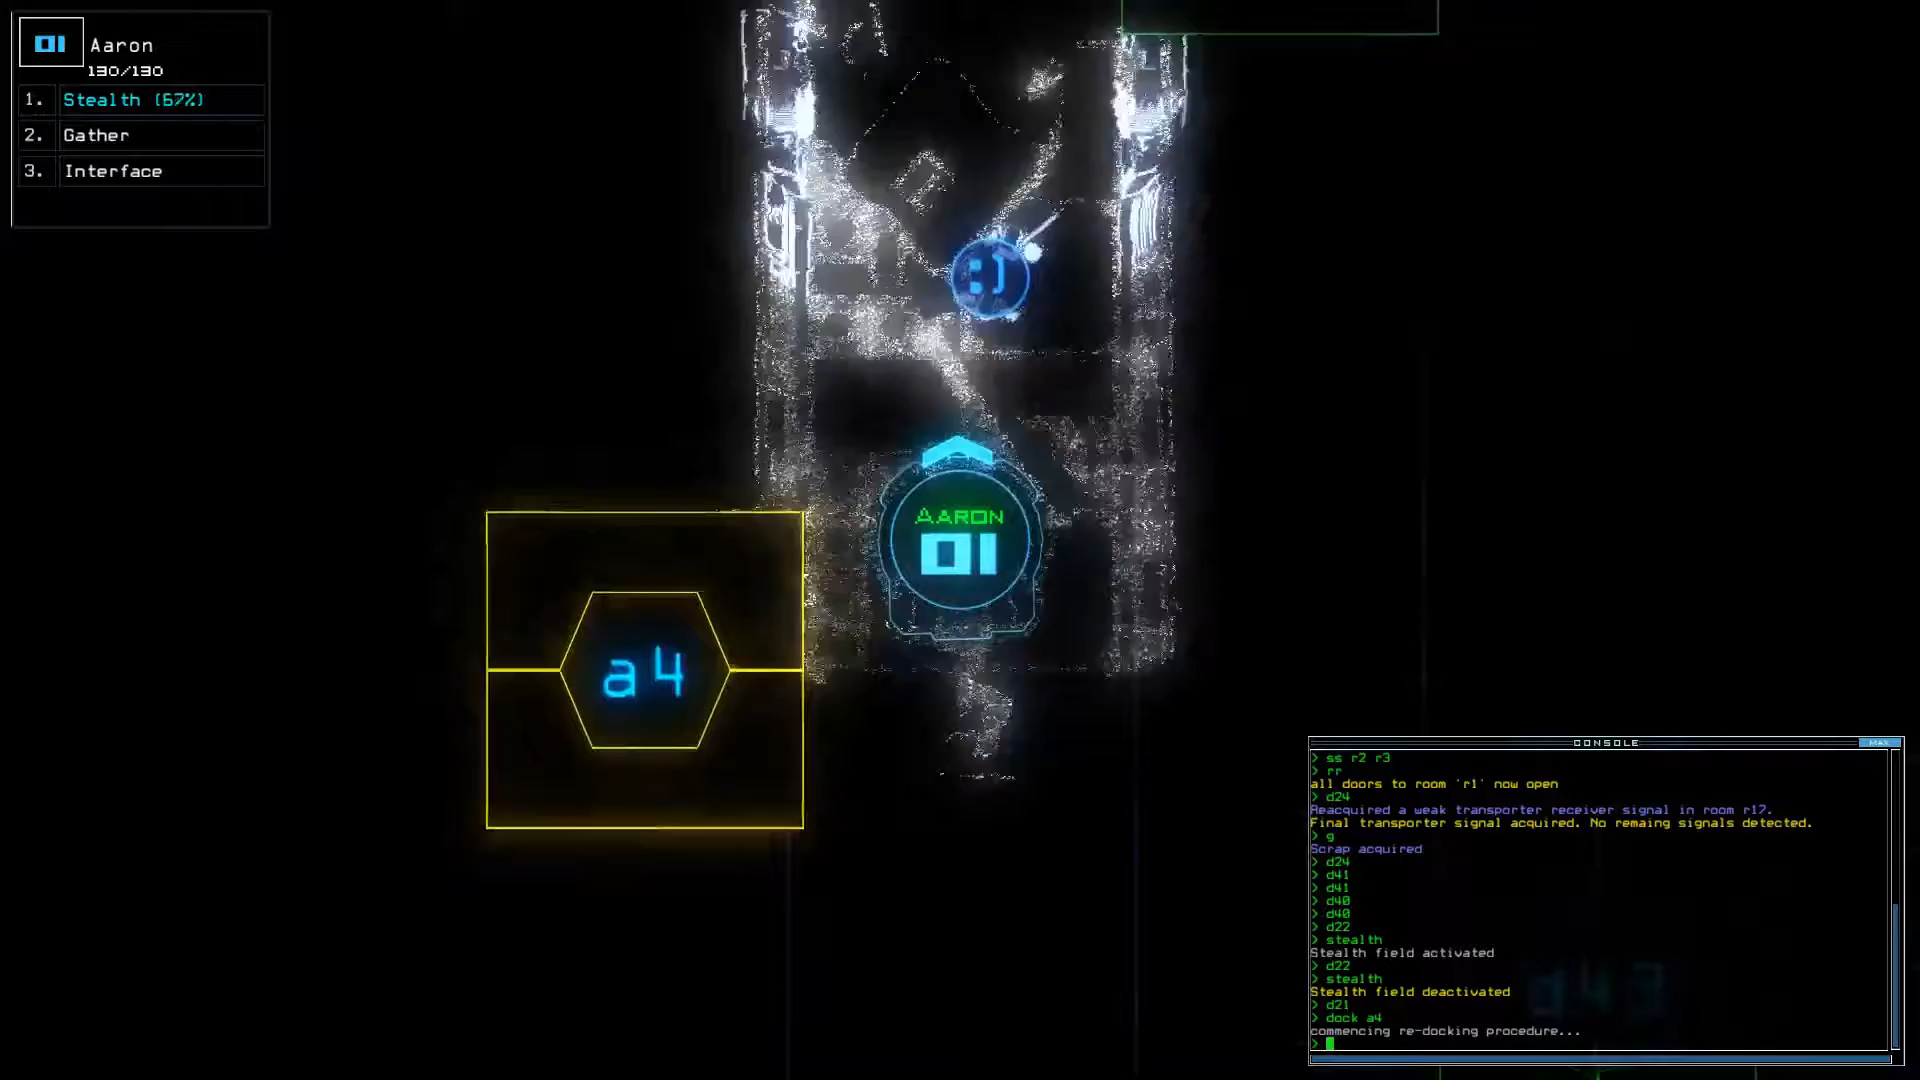 01 Aaron
130/130
1. Stealth (67%)
2. Gather
3. Interface
:)
AARON
01
a4
CONSOLE
MAX
> ss r2 r3
> rr
all doors to room 'r1' now open
> d24
Reacquired a weak transporter receiver signal in room r17.
Final transporter signal acquired. No remaing signals detected.
> g
Scrap acquired
> d24
> d41
> d41
> d40
> d40
> d22
> stealth
Stealth field activated
> d22
> stealth
Stealth field deactivated
> d21
> dock a4
commencing re-docking procedure...
>